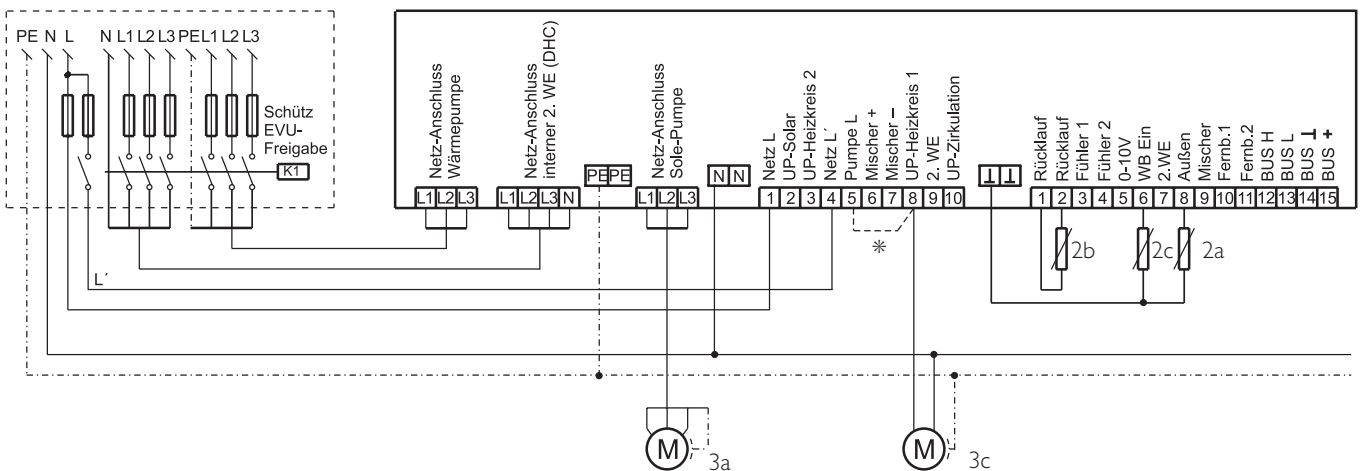 PE N L N L1 L2 L3 PE L1 L2 L3
Schütz
EVU-
Freigabe
K1
L´
Netz-Anschluss
Wärmepumpe
L1 L2 L3
Netz-Anschluss
interner 2. WE (DHC)
L1 L2 L3 N
PE PE
Netz-Anschluss
Sole-Pumpe
L1 L2 L3
N N
Netz L
UP-Solar
UP-Heizkreis 2
Netz L´
Pumpe L
Mischer +
Mischer –
UP-Heizkreis 1
2. WE
UP-Zirkulation
1 2 3 4 5 6 7 8 9 10
*
Rücklauf
Rücklauf
Fühler 1
Fühler 2
0-10V
WB Ein
2.WE
Außen
Mischer
Fernb.1
Fernb.2
BUS H
BUS L
BUS ⊥
BUS +
⊥ ⊥
1 2 3 4 5 6 7 8 9 10 11 12 13 14 15
2b 2c 2a
M 3a
M 3c